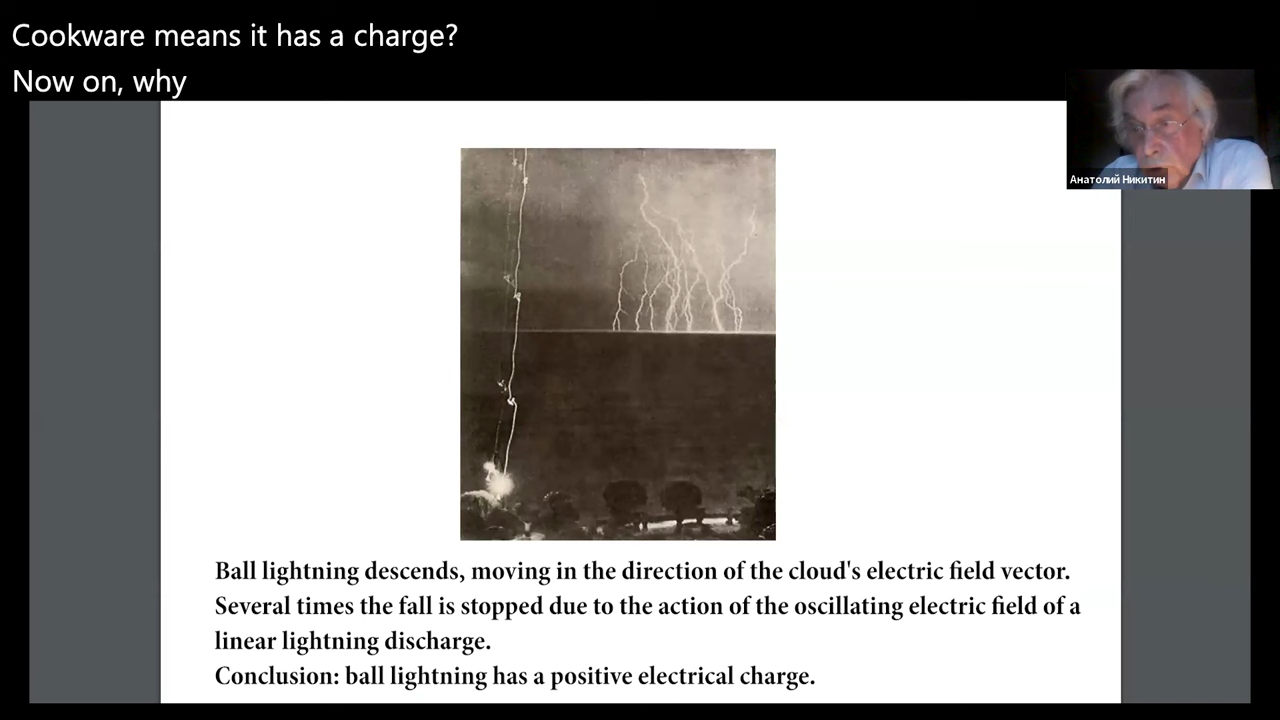 Cookware means it has a charge?
Now on, why
Анатолий Никитин
Ball lightning descends, moving in the direction of the cloud's electric field vector.
Several times the fall is stopped due to the action of the oscillating electric field of a
linear lightning discharge.
Conclusion: ball lightning has a positive electrical charge.